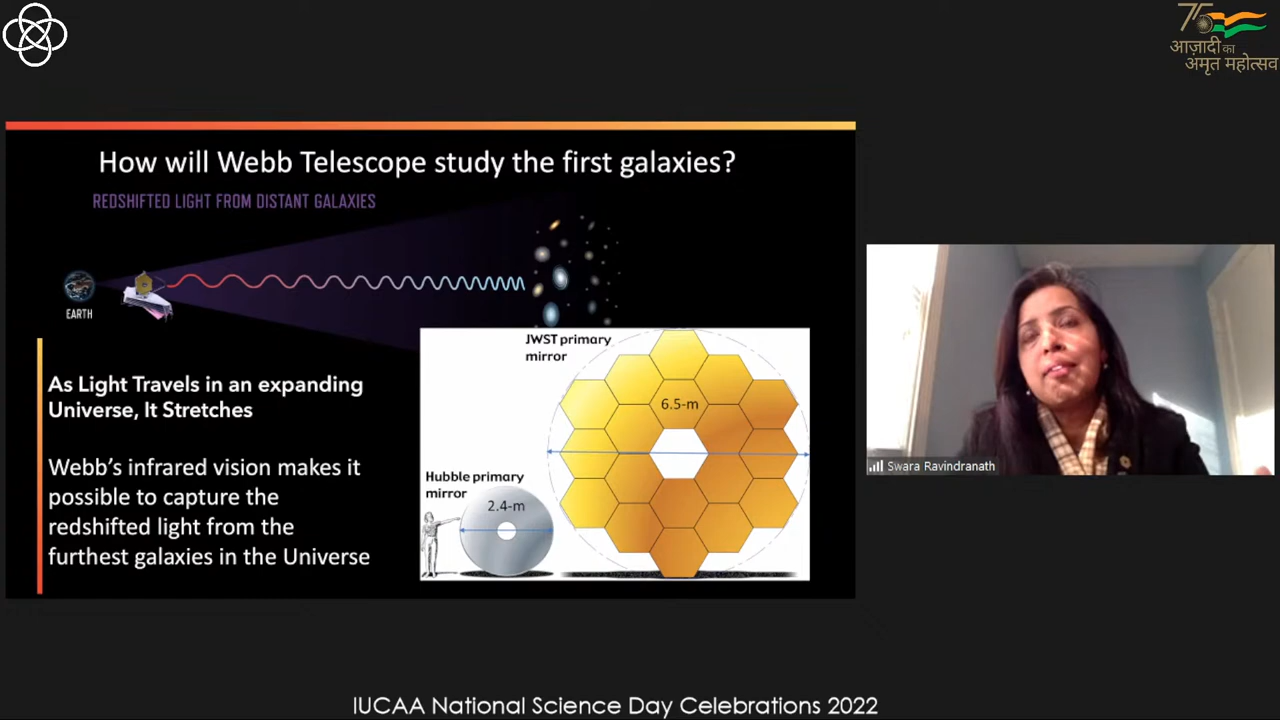 75
आज़ादी का
अमृत महोत्सव
How will Webb Telescope study the first galaxies?
REDSHIFTED LIGHT FROM DISTANT GALAXIES
EARTH
As Light Travels in an expanding
Universe, It Stretches
Webb's infrared vision makes it
possible to capture the
redshifted light from the
furthest galaxies in the Universe
JWST primary
mirror
6.5-m
Hubble primary
mirror
2.4-m
Swara Ravindranath
IUCAA National Science Day Celebrations 2022